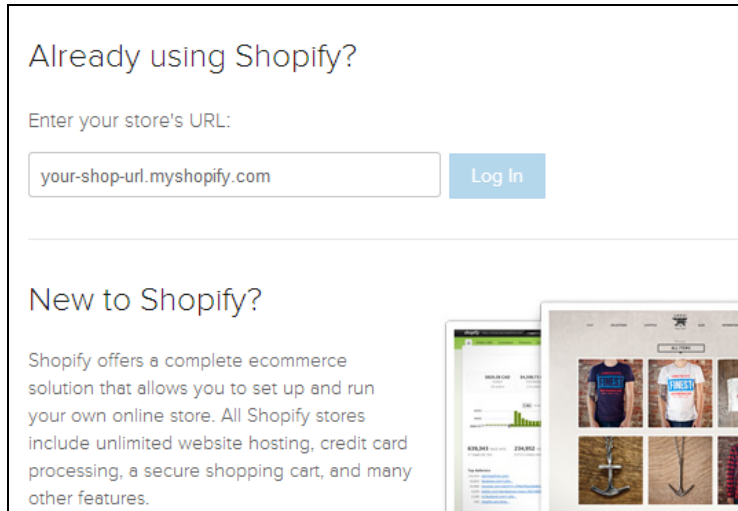 Already using Shopify?
Enter your store's URL:
your-shop-url.myshopify.com
Log In
New to Shopify?
Shopify offers a complete ecommerce
solution that allows you to set up and run
your own online store. All Shopify stores
include unlimited website hosting, credit card
processing, a secure shopping cart, and many
other features.
ALL ITEMS
FINEST